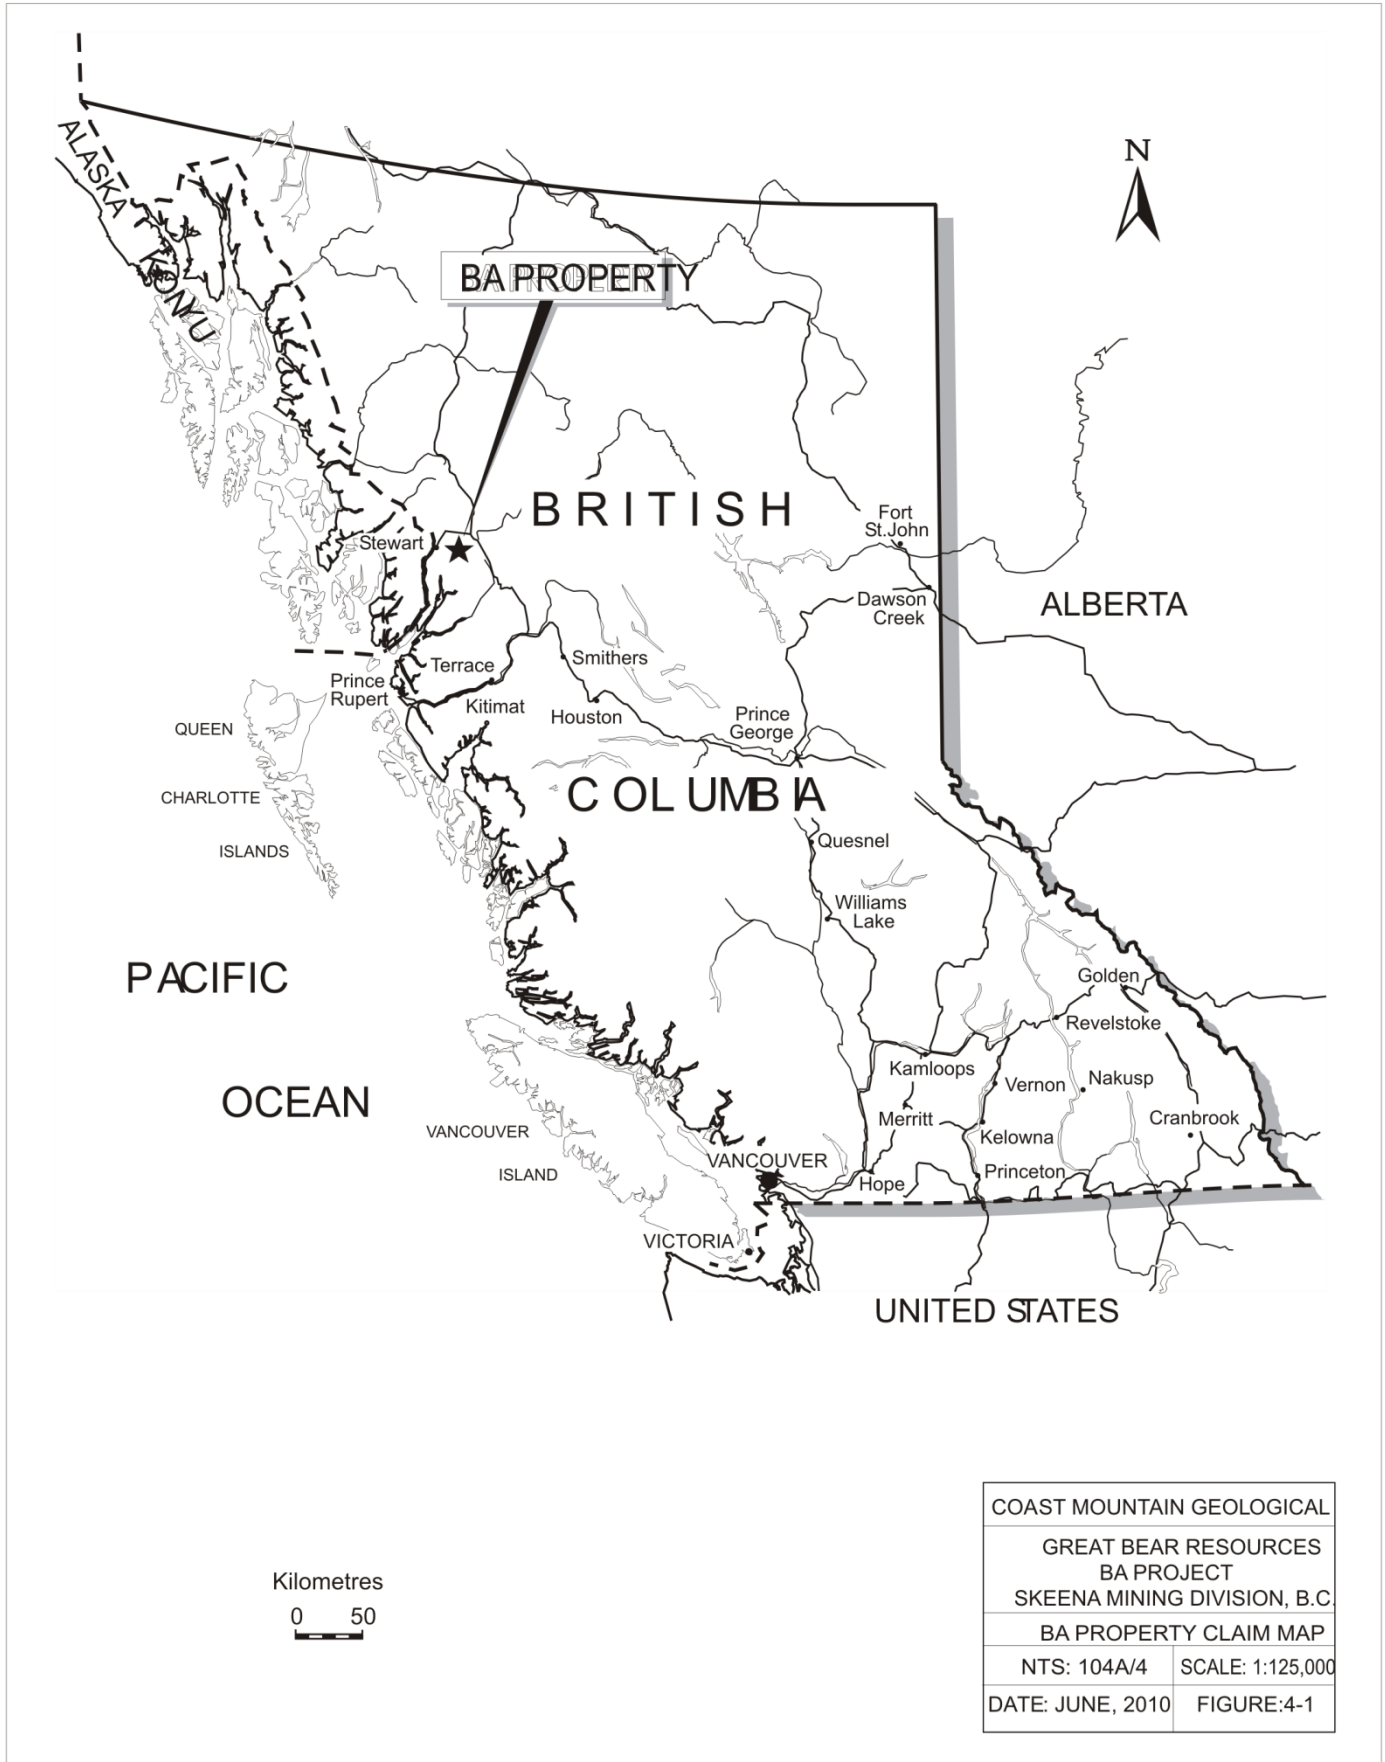 N
ALASKA
BA PROPERTY
BRITISH
Fort
St.John
Stewart
Dawson
Creek
ALBERTA
Smithers
Terrace
Prince
Rupert
Kitimat
Houston
Prince
George
QUEEN
CHARLOTTE
ISLANDS
COLUMBIA
Quesnel
Williams
Lake
PACIFIC
OCEAN
Golden
Revelstoke
Kamloops
Vernon
Nakusp
Merritt
Cranbrook
Kelowna
VANCOUVER
ISLAND
VANCOUVER
Princeton
Hope
VICTORIA
UNITED STATES
Kilometres
0 50
COAST MOUNTAIN GEOLOGICAL
GREAT BEAR RESOURCES
BA PROJECT
SKEENA MINING DIVISION, B.C.
BA PROPERTY CLAIM MAP
NTS: 104A/4 SCALE: 1:125,000
DATE: JUNE, 2010 FIGURE:4-1